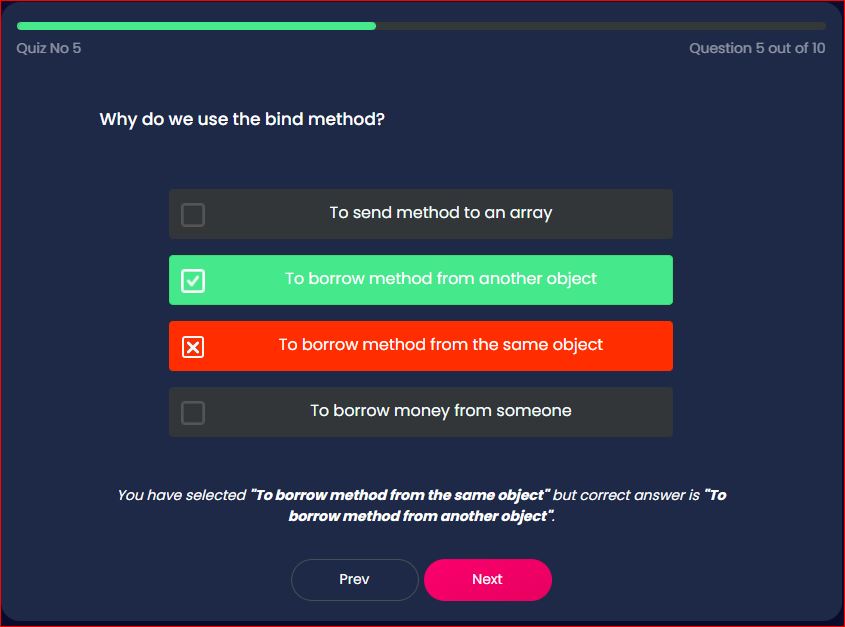 Quiz No 5
Question 5 out of 10
Why do we use the bind method?
To send method to an array
To borrow method from another object
To borrow method from the same object
To borrow money from someone
You have selected "To borrow method from the same object" but correct answer is "To
borrow method from another object".
Prev
Next